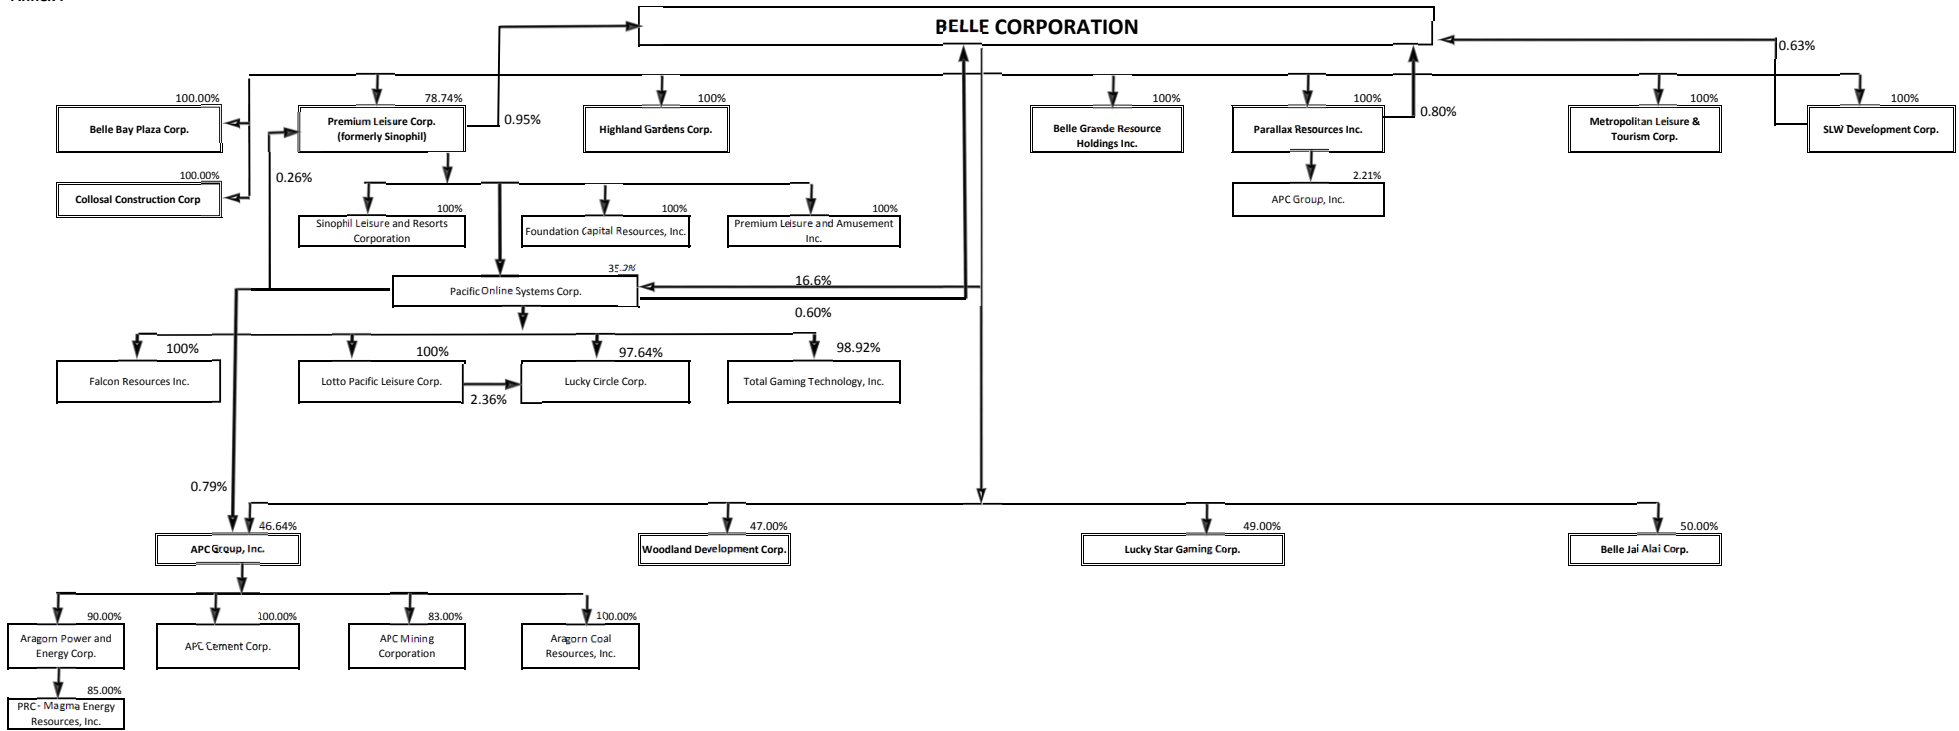 BELLE CORPORATION
0.63%
100.00%
78.74%
100%
100%
100%
100%
100%
Belle Bay Plaza Corp.
Premium Leisure Corp.
(formerly Sinophil)
0.95%
Highland Gardens Corp.
Belle Grande Resource
Holdings Inc.
Parallax Resources Inc.
0.80%
Metropolitan Leisure &
Tourism Corp.
SLW Development Corp.
100.00%
0.26%
2.21%
Collosal Construction Corp
APC Group, Inc.
100%
100%
100%
Sinophil Leisure and Resorts
Corporation
Foundation Capital Resources, Inc.
Premium Leisure and Amusement
Inc.
35.2%
16.6%
Pacific Online Systems Corp.
0.60%
100%
100%
97.64%
98.92%
Falcon Resources Inc.
Lotto Pacific Leisure Corp.
Lucky Circle Corp.
Total Gaming Technology, Inc.
2.36%
0.79%
46.64%
47.00%
49.00%
50.00%
APC Group, Inc.
Woodland Development Corp.
Lucky Star Gaming Corp.
Belle Jai Alai Corp.
90.00%
100.00%
83.00%
100.00%
Aragorn Power and
Energy Corp.
APC Cement Corp.
APC Mining
Corporation
Aragorn Coal
Resources, Inc.
85.00%
PRC - Magma Energy
Resources, Inc.